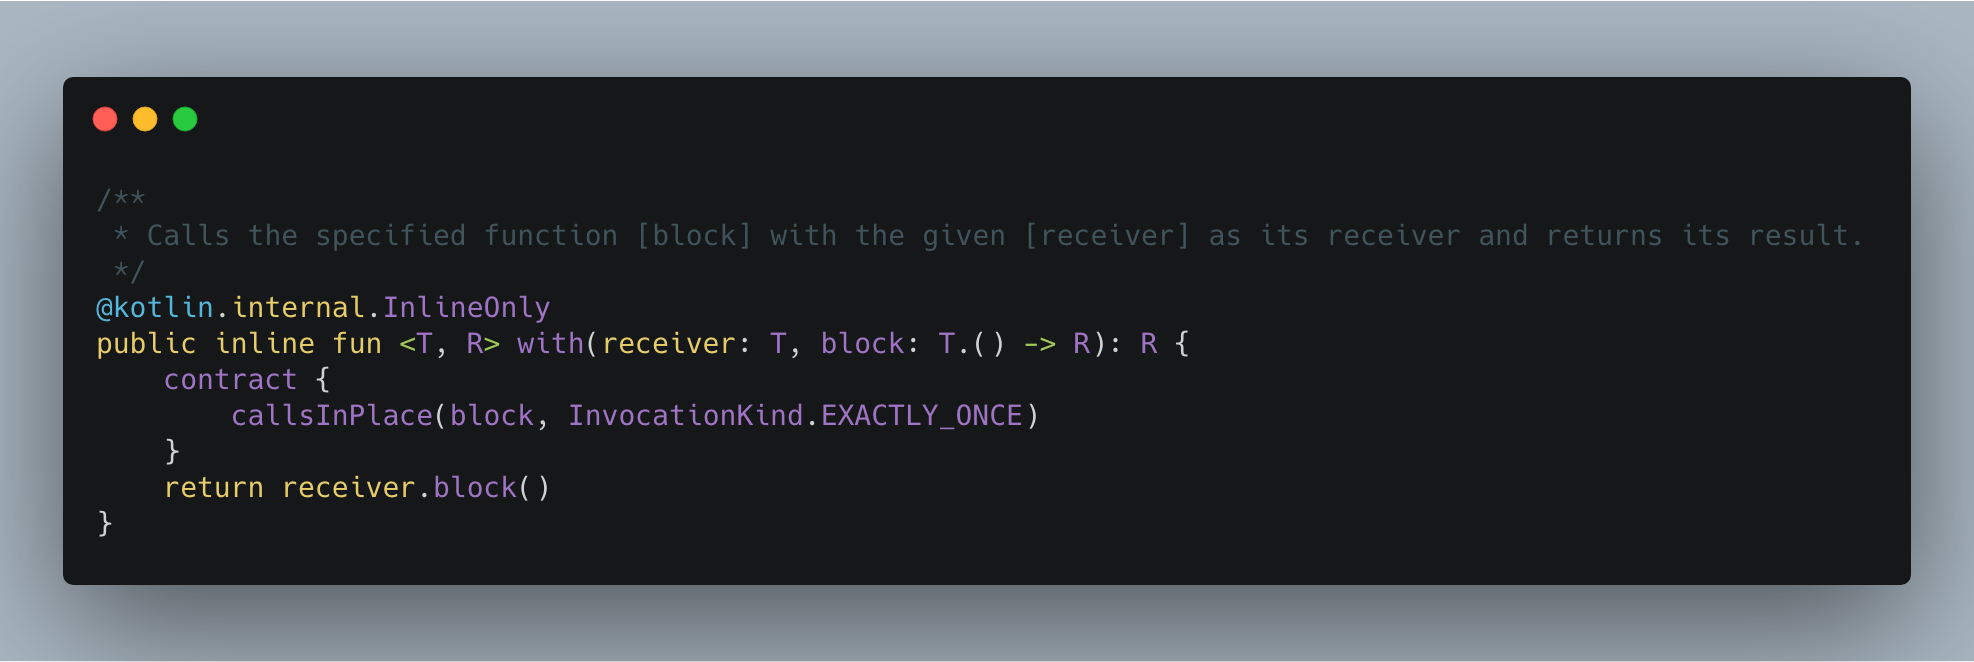 /**
 * Calls the specified function [block] with the given [receiver] as its receiver and returns its result.
 */
@kotlin.internal.InlineOnly
public inline fun <T, R> with(receiver: T, block: T.() -> R): R {
    contract {
        callsInPlace(block, InvocationKind.EXACTLY_ONCE)
    }
    return receiver.block()
}